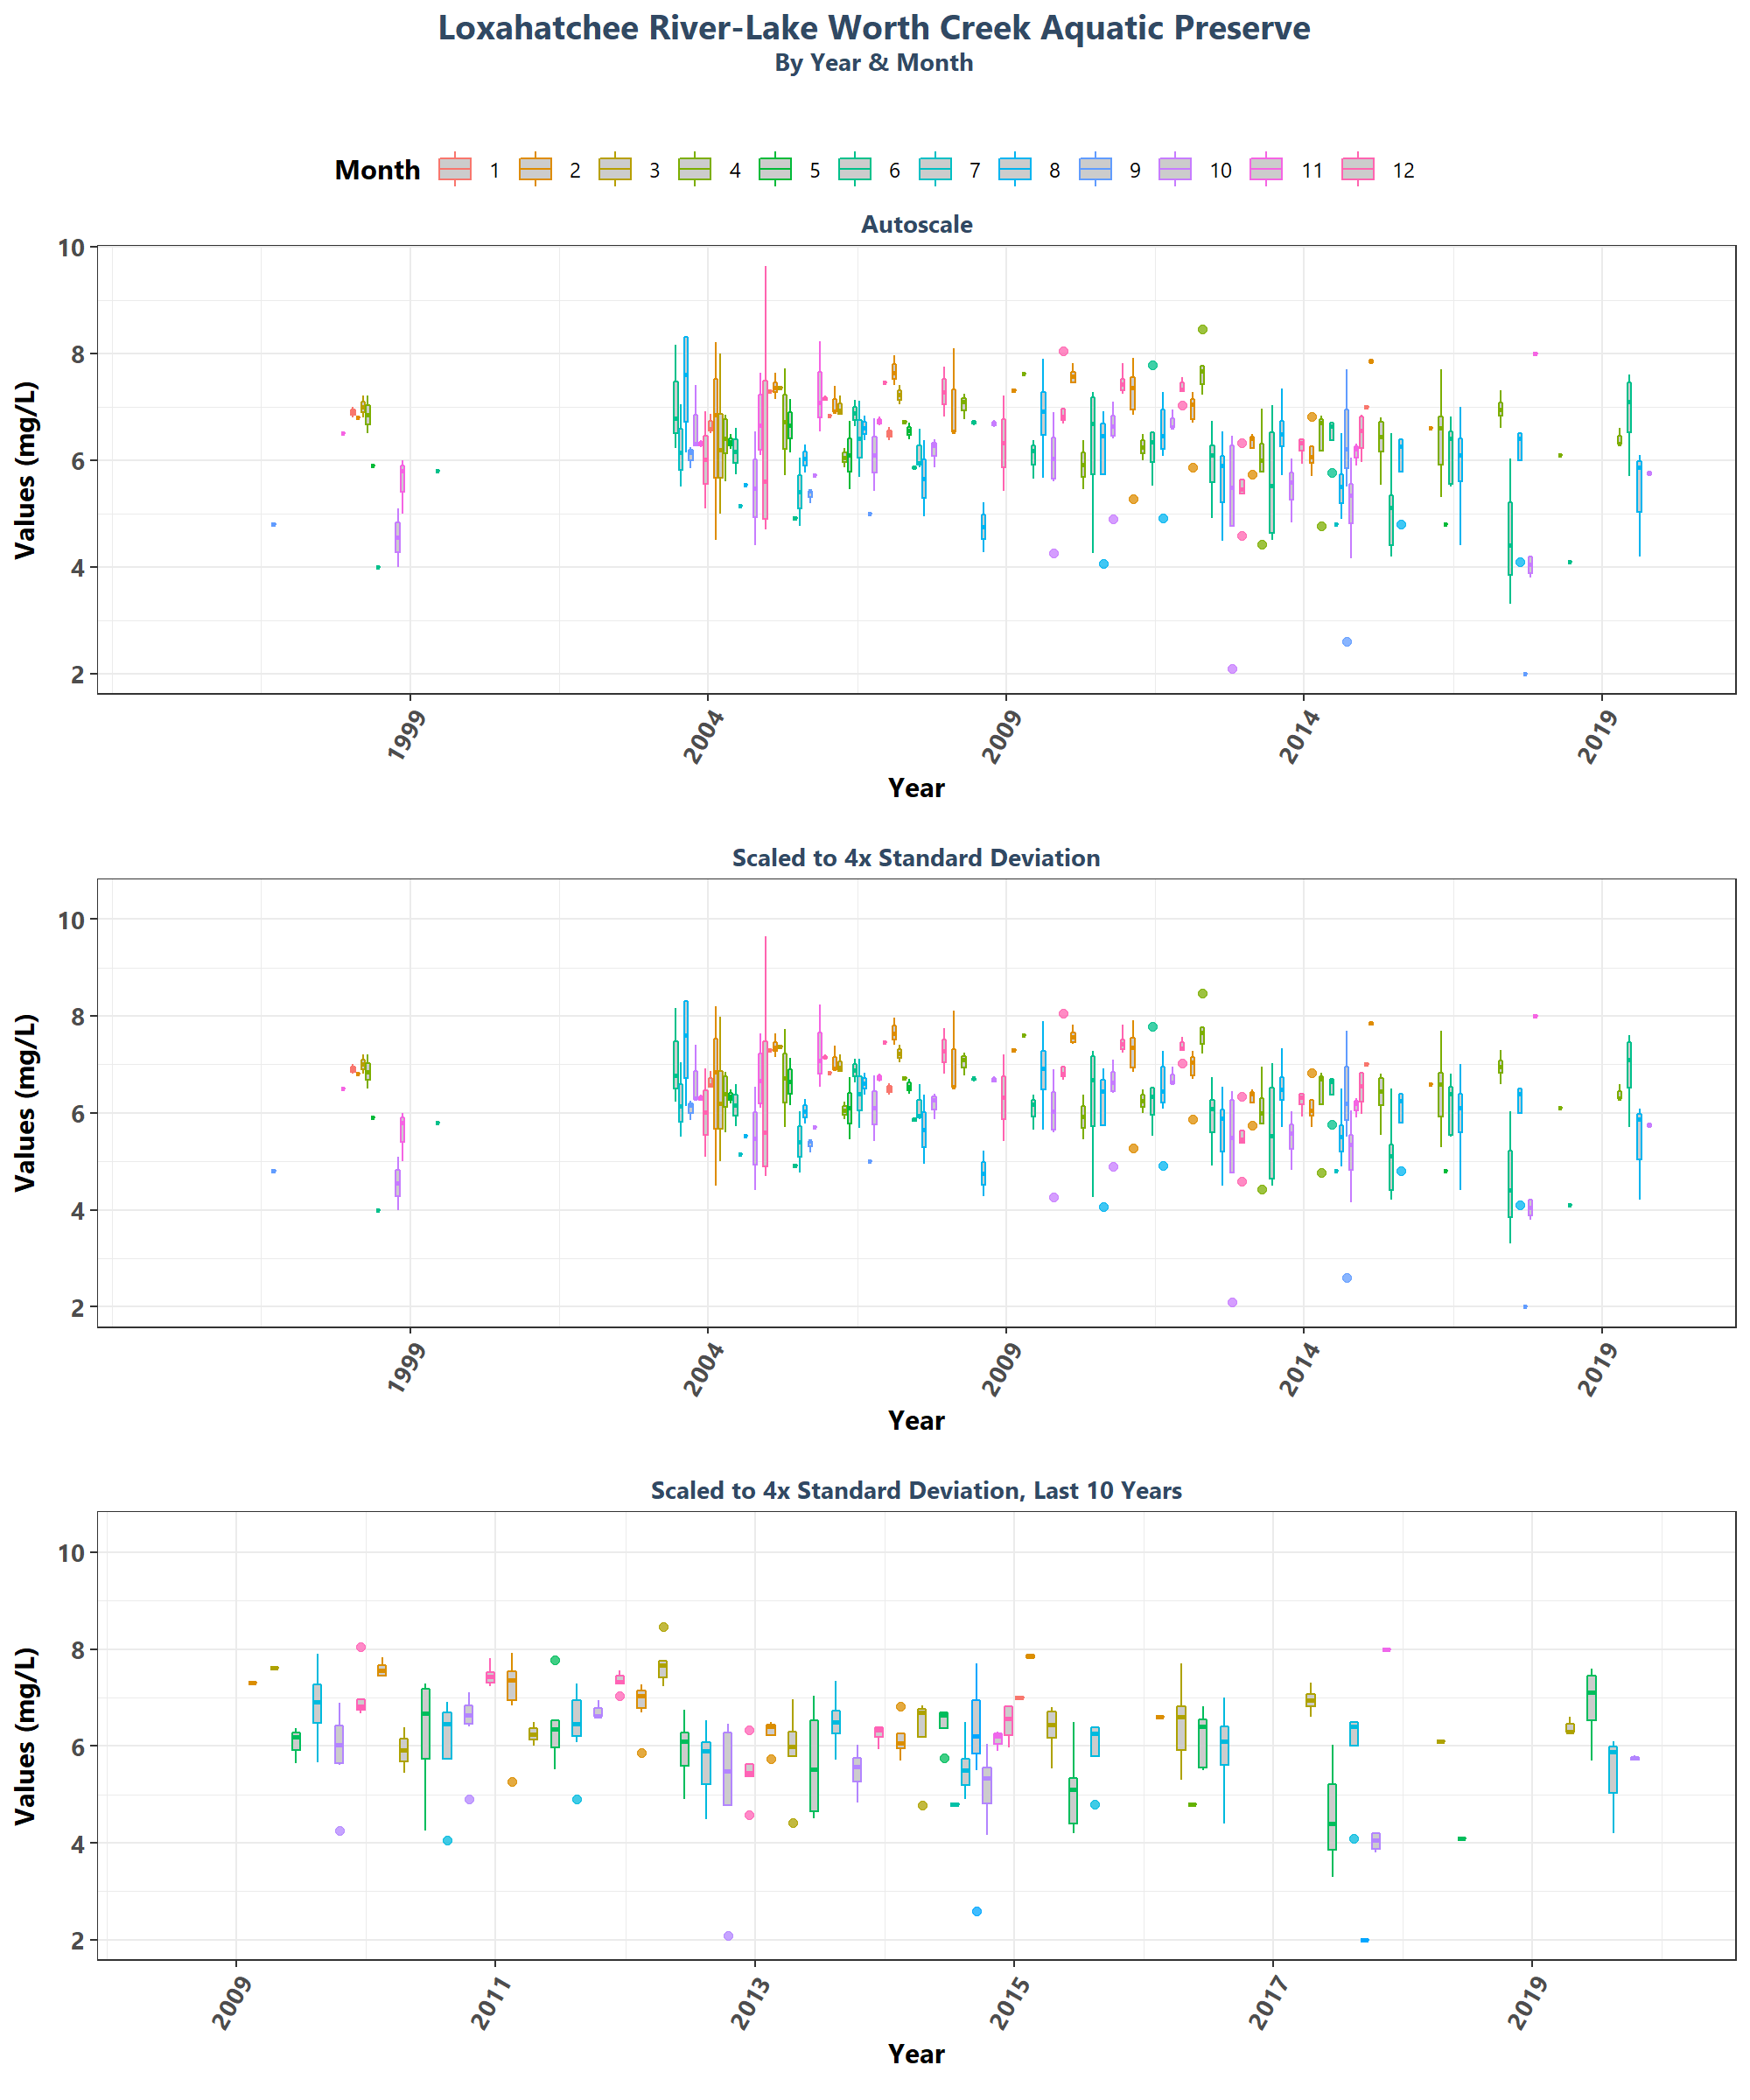 Loxahatchee River-Lake Worth Creek Aquatic Preserve
By Year & Month
Month 1 2 3 4 5 6 7 8 9 10 11 12
Autoscale
Values (mg/L)
10
8
6
4
2
1999 2004 2009 2014 2019
Year
Scaled to 4x Standard Deviation
Values (mg/L)
10
8
6
4
2
1999 2004 2009 2014 2019
Year
Scaled to 4x Standard Deviation, Last 10 Years
Values (mg/L)
10
8
6
4
2
2009 2011 2013 2015 2017 2019
Year